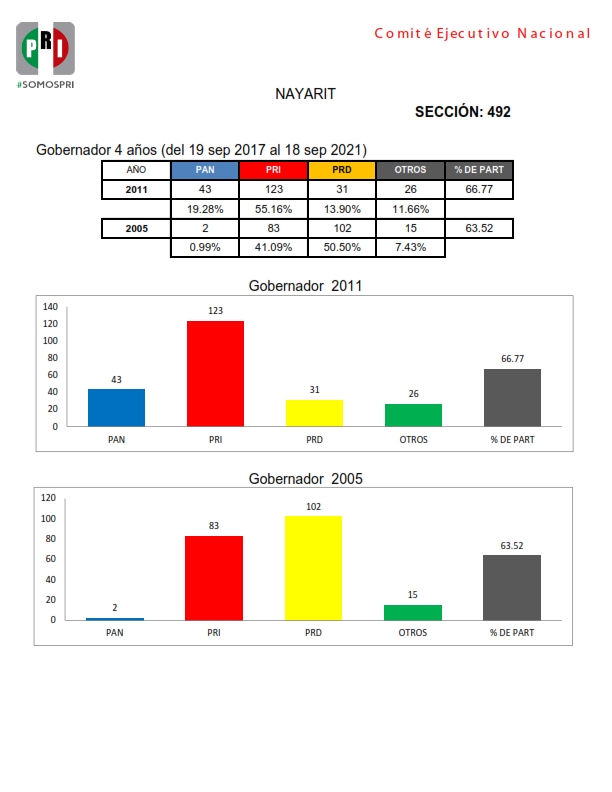 Comité Ejecutivo Nacional
PRI
#SOMOSPRI
NAYARIT
SECCIÓN: 492
Gobernador 4 años (del 19 sep 2017 al 18 sep 2021)
AÑO PAN PRI PRD OTROS % DE PART
2011 43 123 31 26 66.77
19.28% 55.16% 13.90% 11.66%
2005 2 83 102 15 63.52
0.99% 41.09% 50.50% 7.43%
Gobernador 2011
140
120
100
80
60
40
20
0
43 123 31 26 66.77
PAN PRI PRD OTROS % DE PART
Gobernador 2005
120
100
80
60
40
20
0
2 83 102 15 63.52
PAN PRI PRD OTROS % DE PART